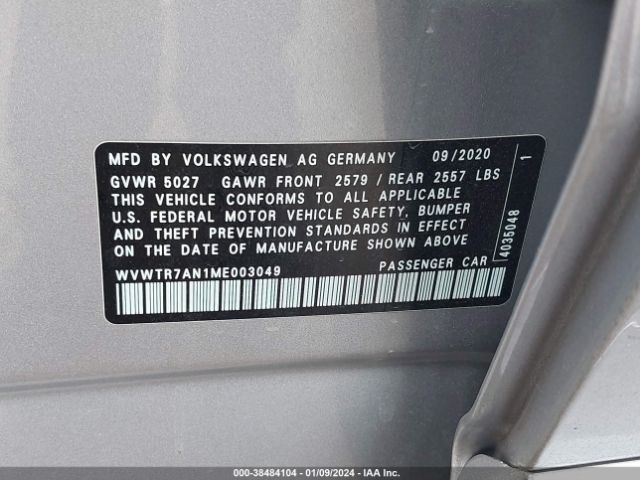 MFD BY VOLKSWAGEN AG GERMANY 09/2020
GVWR 5027 GAWR FRONT 2579 / REAR 2557 LBS
THIS VEHICLE CONFORMS TO ALL APPLICABLE
U.S. FEDERAL MOTOR VEHICLE SAFETY, BUMPER
AND THEFT PREVENTION STANDARDS IN EFFECT
ON THE DATE OF MANUFACTURE SHOWN ABOVE
WVWTR7AN1ME003049 PASSENGER CAR
4035048 1
000-38484104 | 01/09/2024 | IAA Inc.